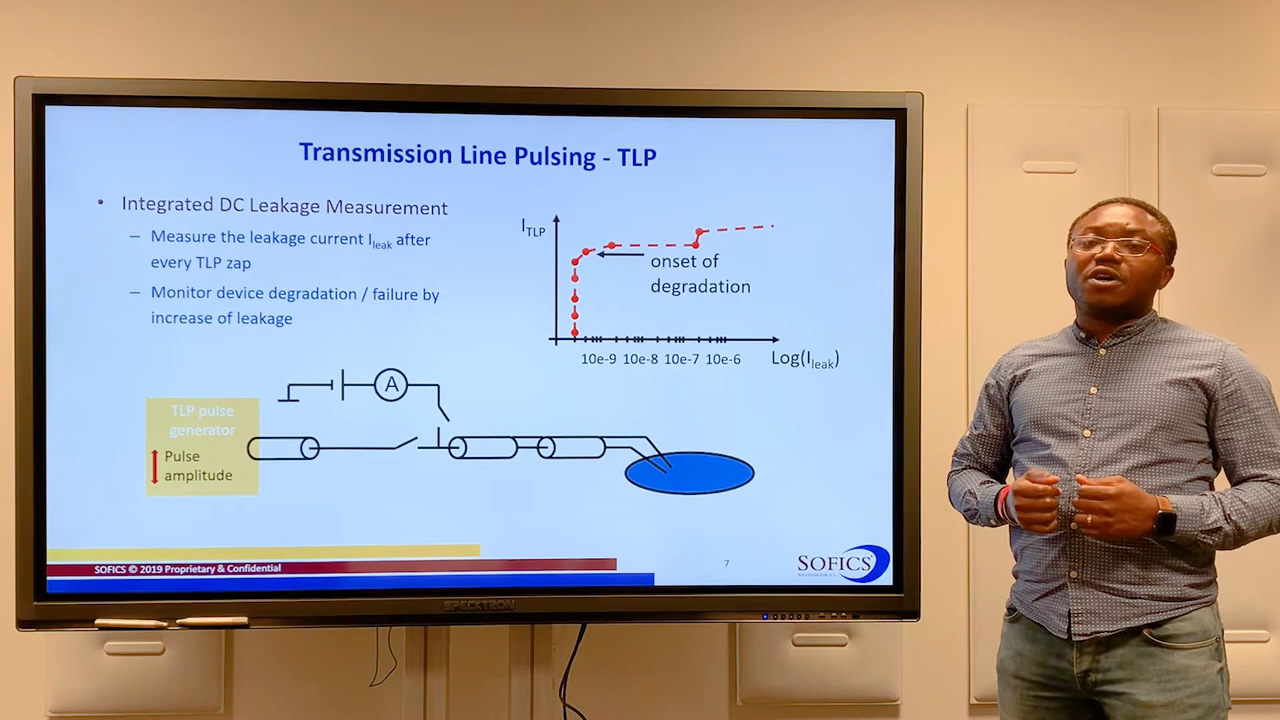 Transmission Line Pulsing - TLP
• Integrated DC Leakage Measurement
– Measure the leakage current Ileak after
every TLP zap
– Monitor device degradation / failure by
increase of leakage
ITLP
onset of
degradation
10e-9 10e-8 10e-7 10e-6
Log(Ileak)
A
TLP pulse
generator
Pulse
amplitude
SOFICS © 2019 Proprietary & Confidential
7
SOFICS
SPECKTRON